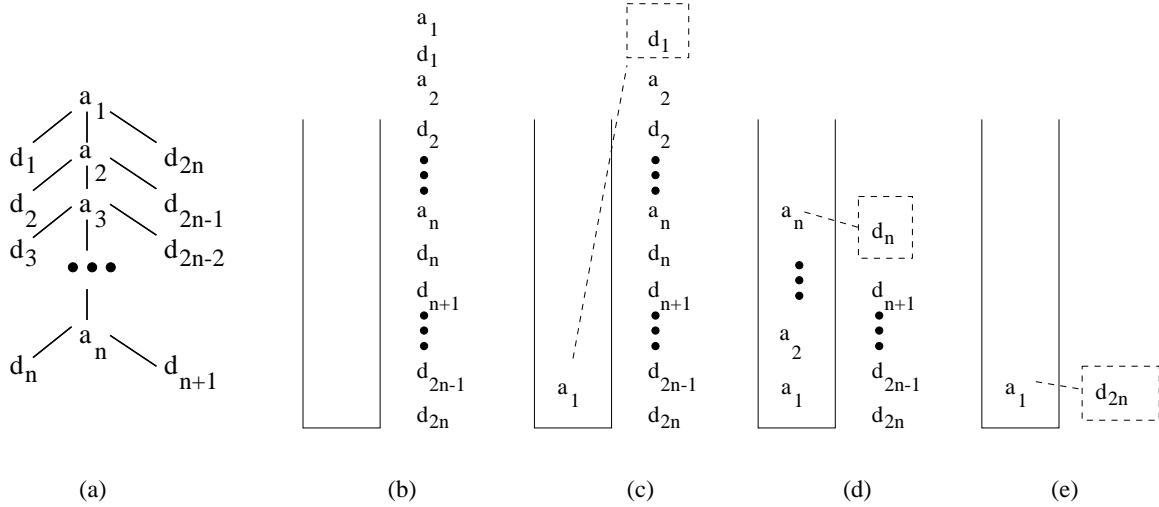 a1
d1 a2 d2n
d2 a3 d2n-1
d3 d2n-2
an
dn dn+1
(a)
a1
d1
a2
d2
an
dn
dn+1
d2n-1
d2n
(b)
d1
a2
d2
an
dn
dn+1
d2n-1
a1
d2n
(c)
an dn
dn+1
a2
d2n-1
a1
d2n
(d)
a1 d2n
(e)